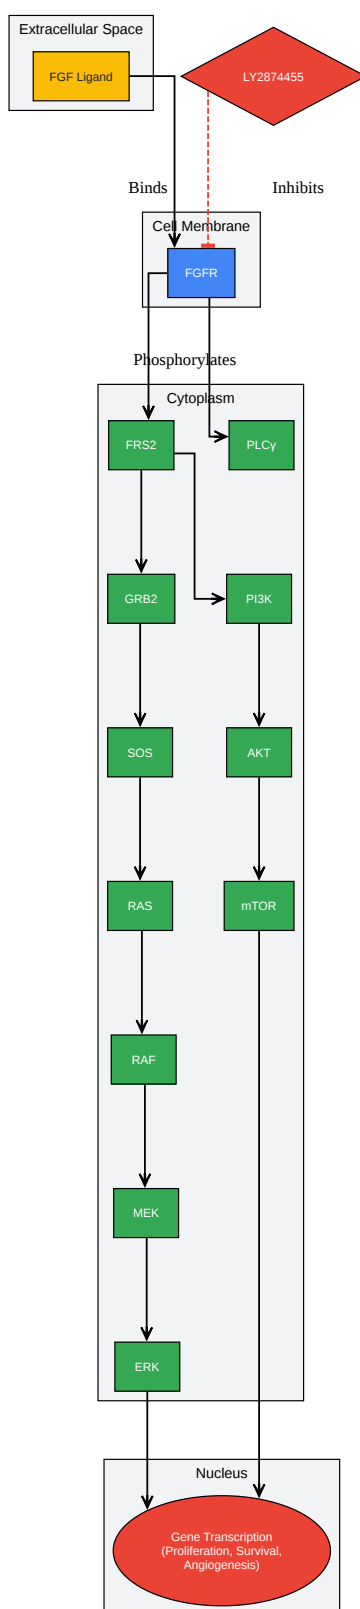 Extracellular Space
FGF Ligand
LY2874455
Binds
Inhibits
Cell Membrane
FGFR
Phosphorylates
Cytoplasm
FRS2
PLCγ
GRB2
PI3K
SOS
AKT
RAS
mTOR
RAF
MEK
ERK
Nucleus
Gene Transcription
(Proliferation, Survival,
Angiogenesis)